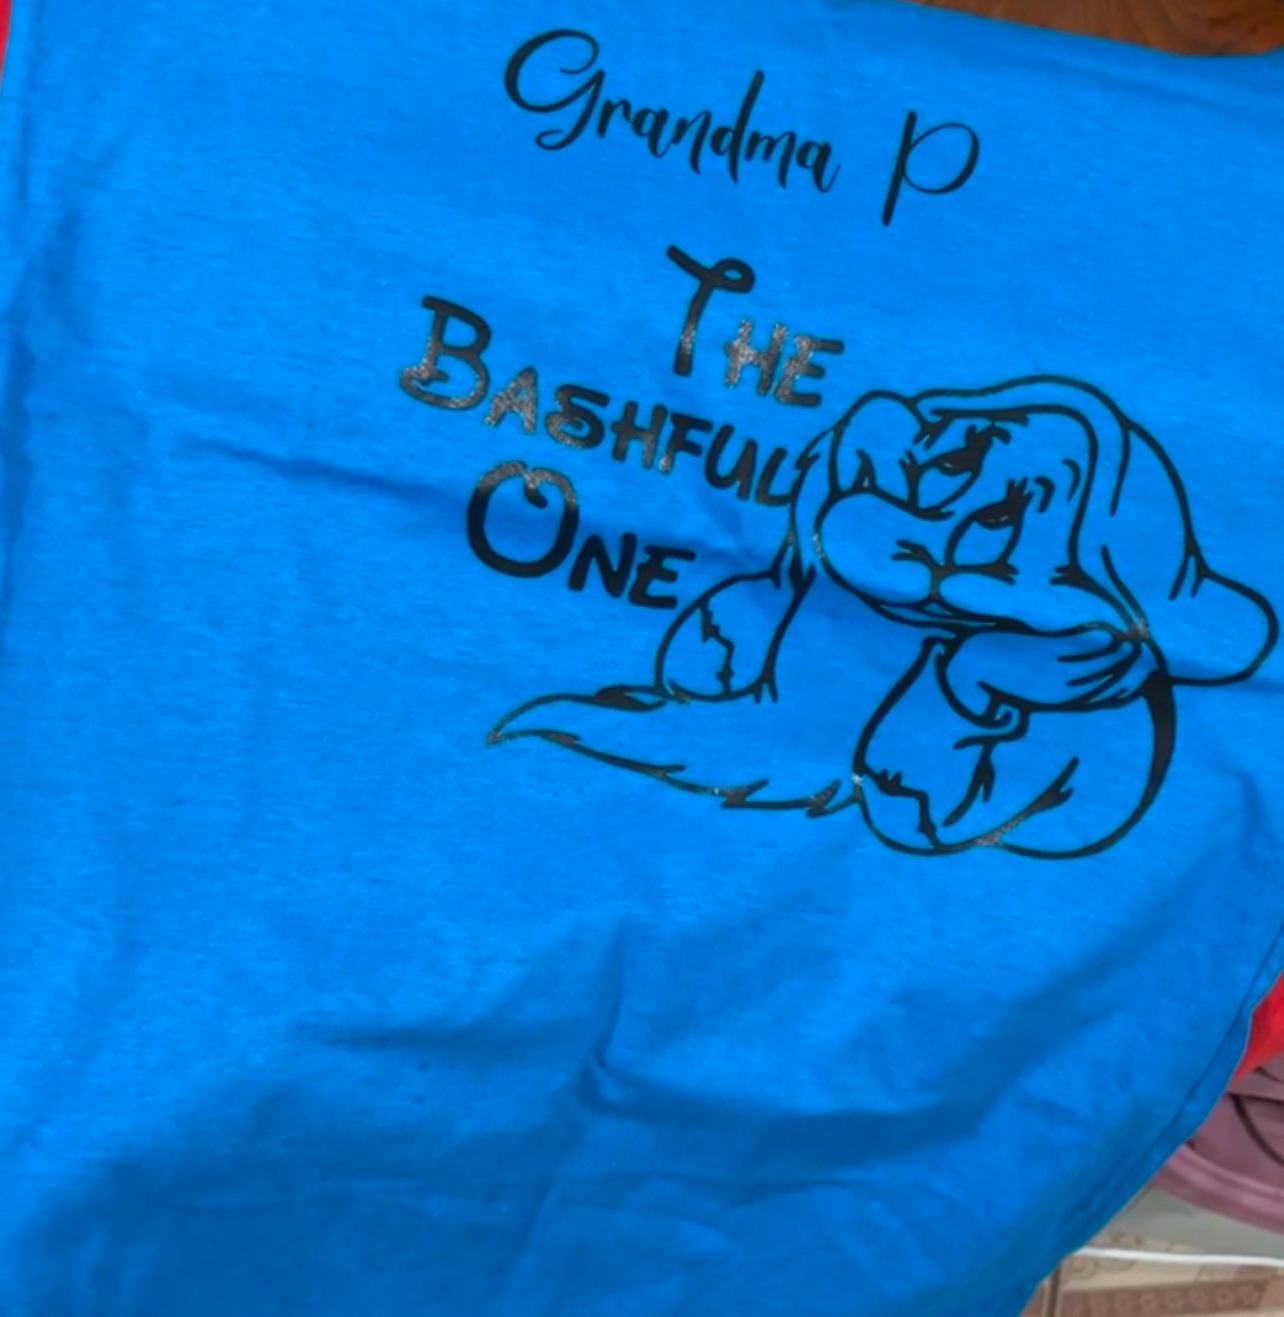 Grandma P
THE
BASHFUL
ONE